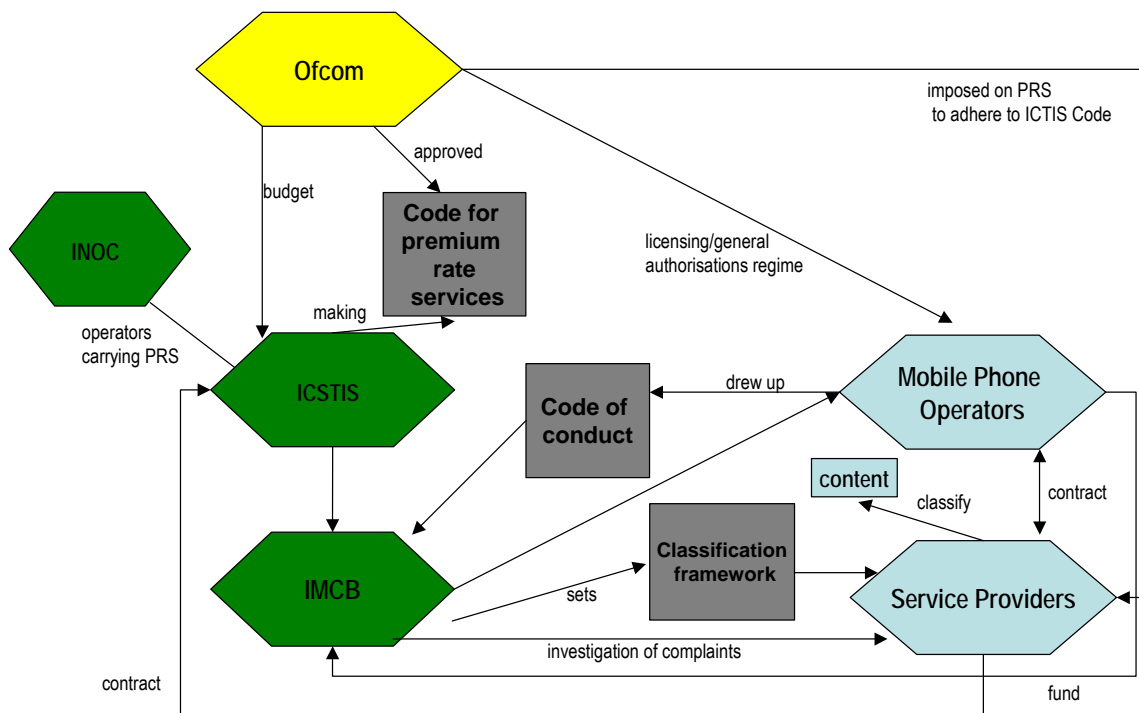 Ofcom
imposed on PRS
to adhere to ICTIS Code
approved
budget
Code for
premium
rate
services
INOC
licensing/general
authorisations regime
making
operators
carrying PRS
ICSTIS
drew up
Mobile Phone
Operators
Code of
conduct
content
classify
contract
Classification
framework
IMCB
sets
Service Providers
investigation of complaints
contract
fund